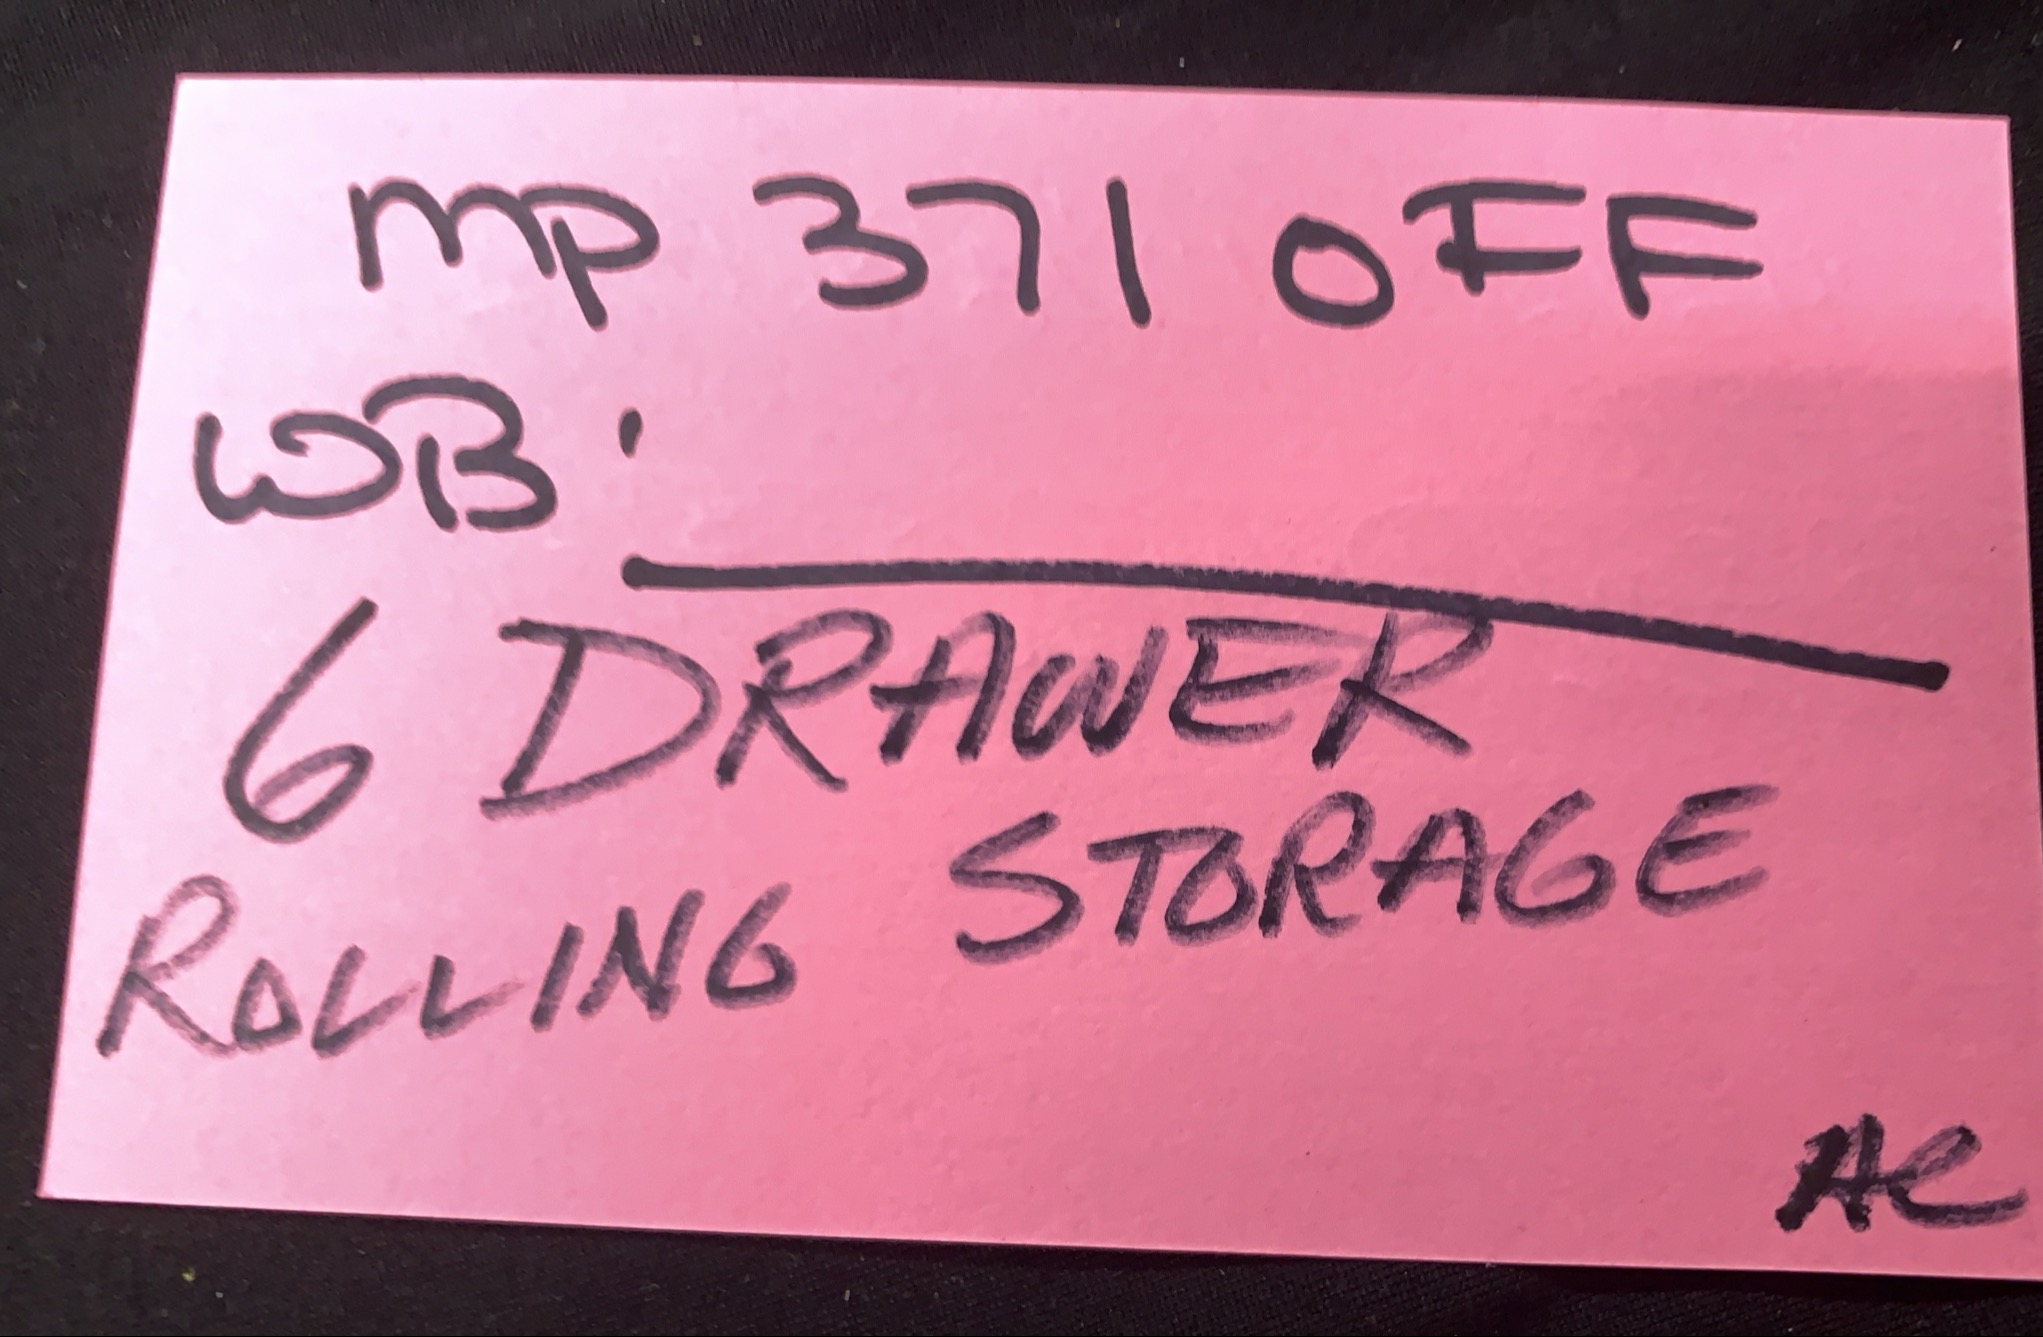 MP 371 OFF
WB:
6 DRAWER
ROLLING STORAGE